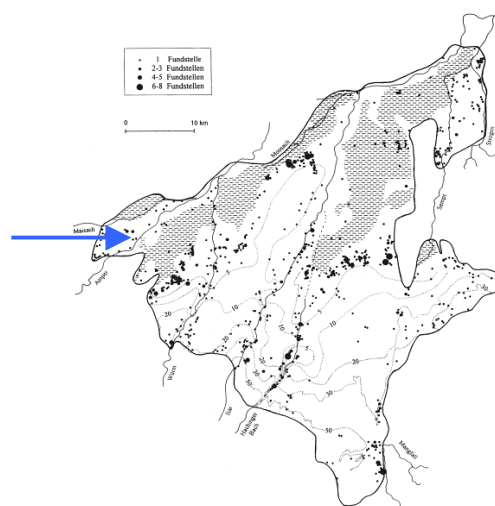 1 Fundstelle
2-3 Fundstellen
4-5 Fundstellen
6-8 Fundstellen
0 10 km
Moosach
Maisach
Amper
Würm
Isar
Hachinger
Bach
Mangfall
Sempt
Strogen
20
10
5
10
20
30
20
30
30
50